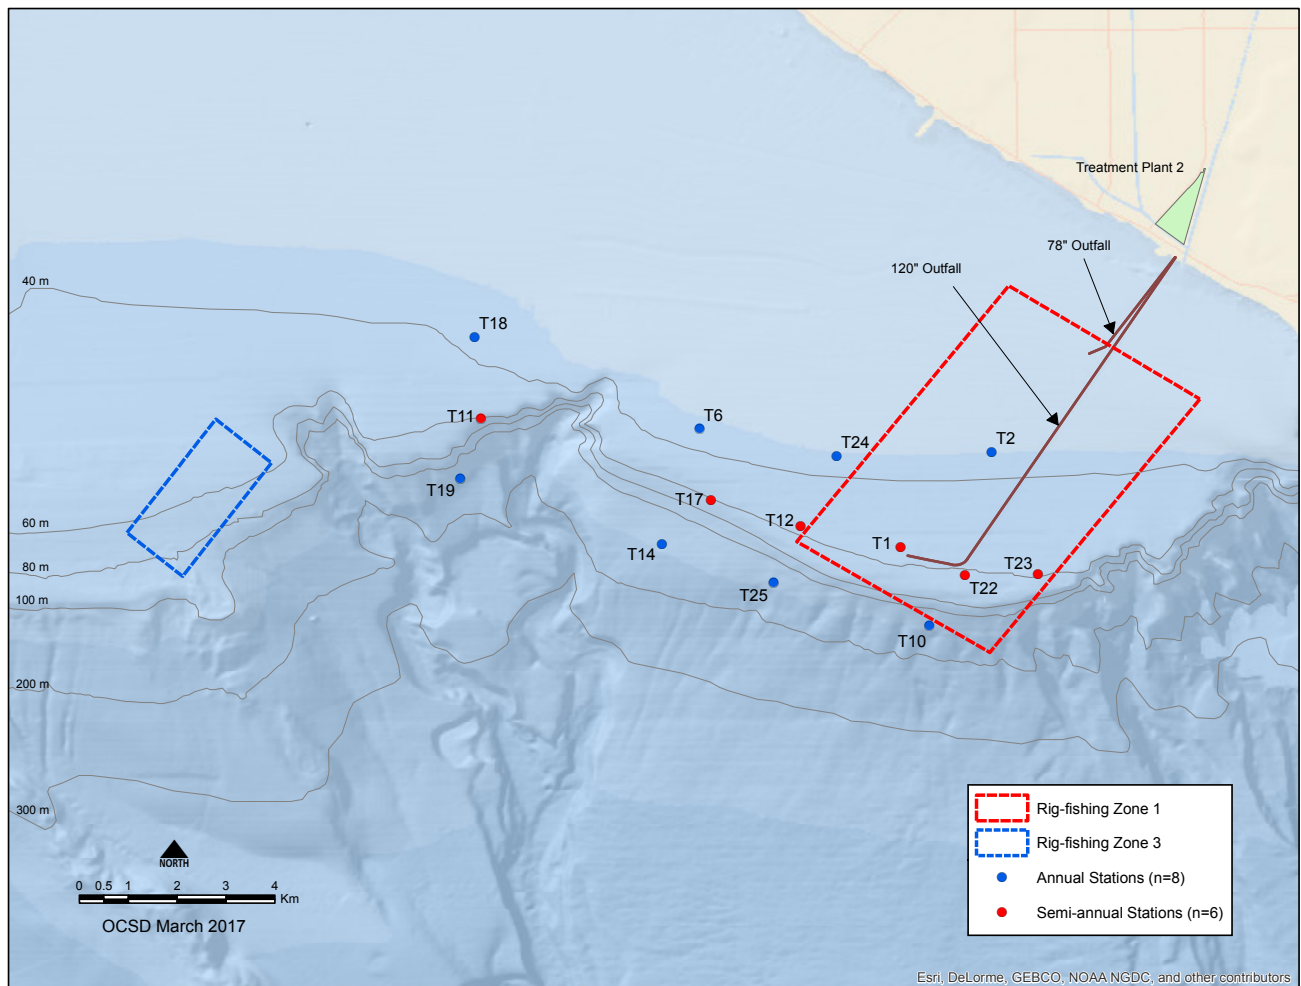 Treatment Plant 2
78" Outfall
120" Outfall
40 m
T18
T11
T6
T24
T2
T19
T17
T12
T1
T14
T23
T22
T25
T10
60 m
80 m
100 m
200 m
300 m
NORTH
0 0.5 1 2 3 4
Km
OCSD March 2017
Rig-fishing Zone 1
Rig-fishing Zone 3
Annual Stations (n=8)
Semi-annual Stations (n=6)
Esri, DeLorme, GEBCO, NOAA NGDC, and other contributors